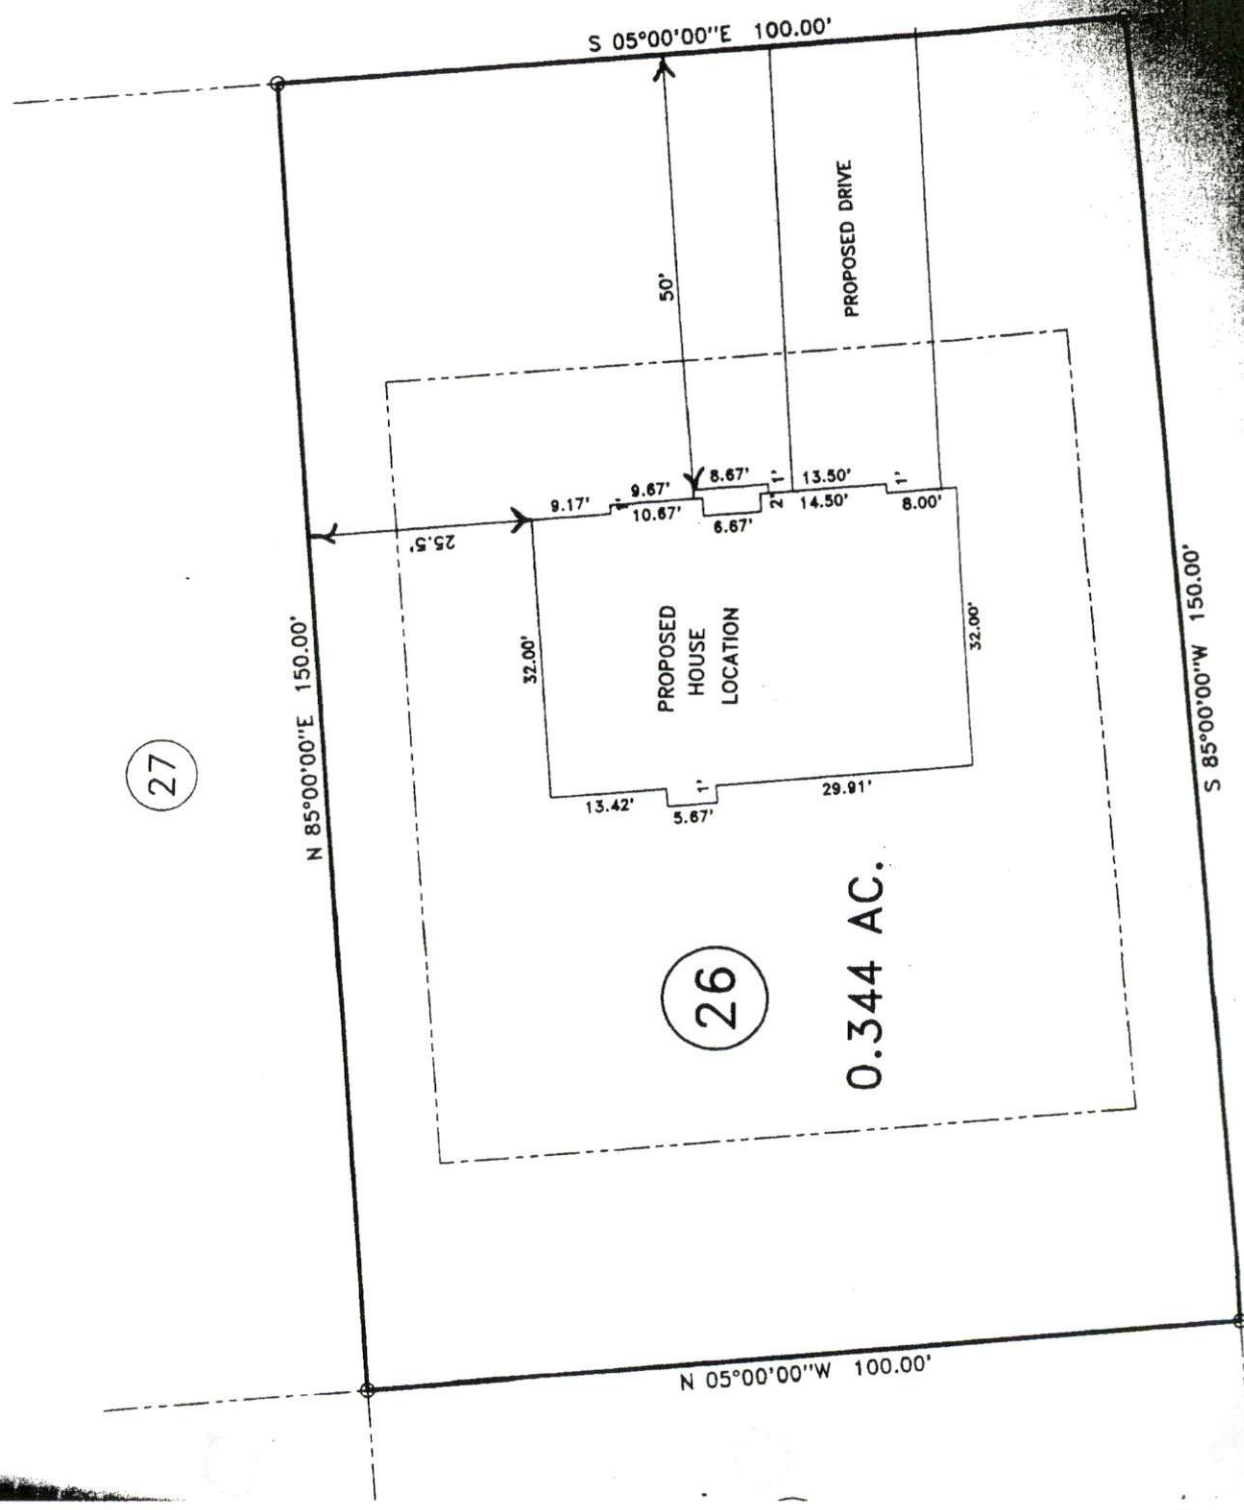 S 05°00'00"E 100.00'
PROPOSED DRIVE
50'
8.67'
1'
13.50'
1'
9.67'
9.17'
1'
10.67'
2'
14.50'
8.00'
6.67'
25.5'
N 85°00'00"E 150.00'
32.00'
PROPOSED
HOUSE
LOCATION
32.00'
S 85°00'00"W 150.00'
27
13.42'
1'
5.67'
29.91'
26
0.344 AC.
N 05°00'00"W 100.00'